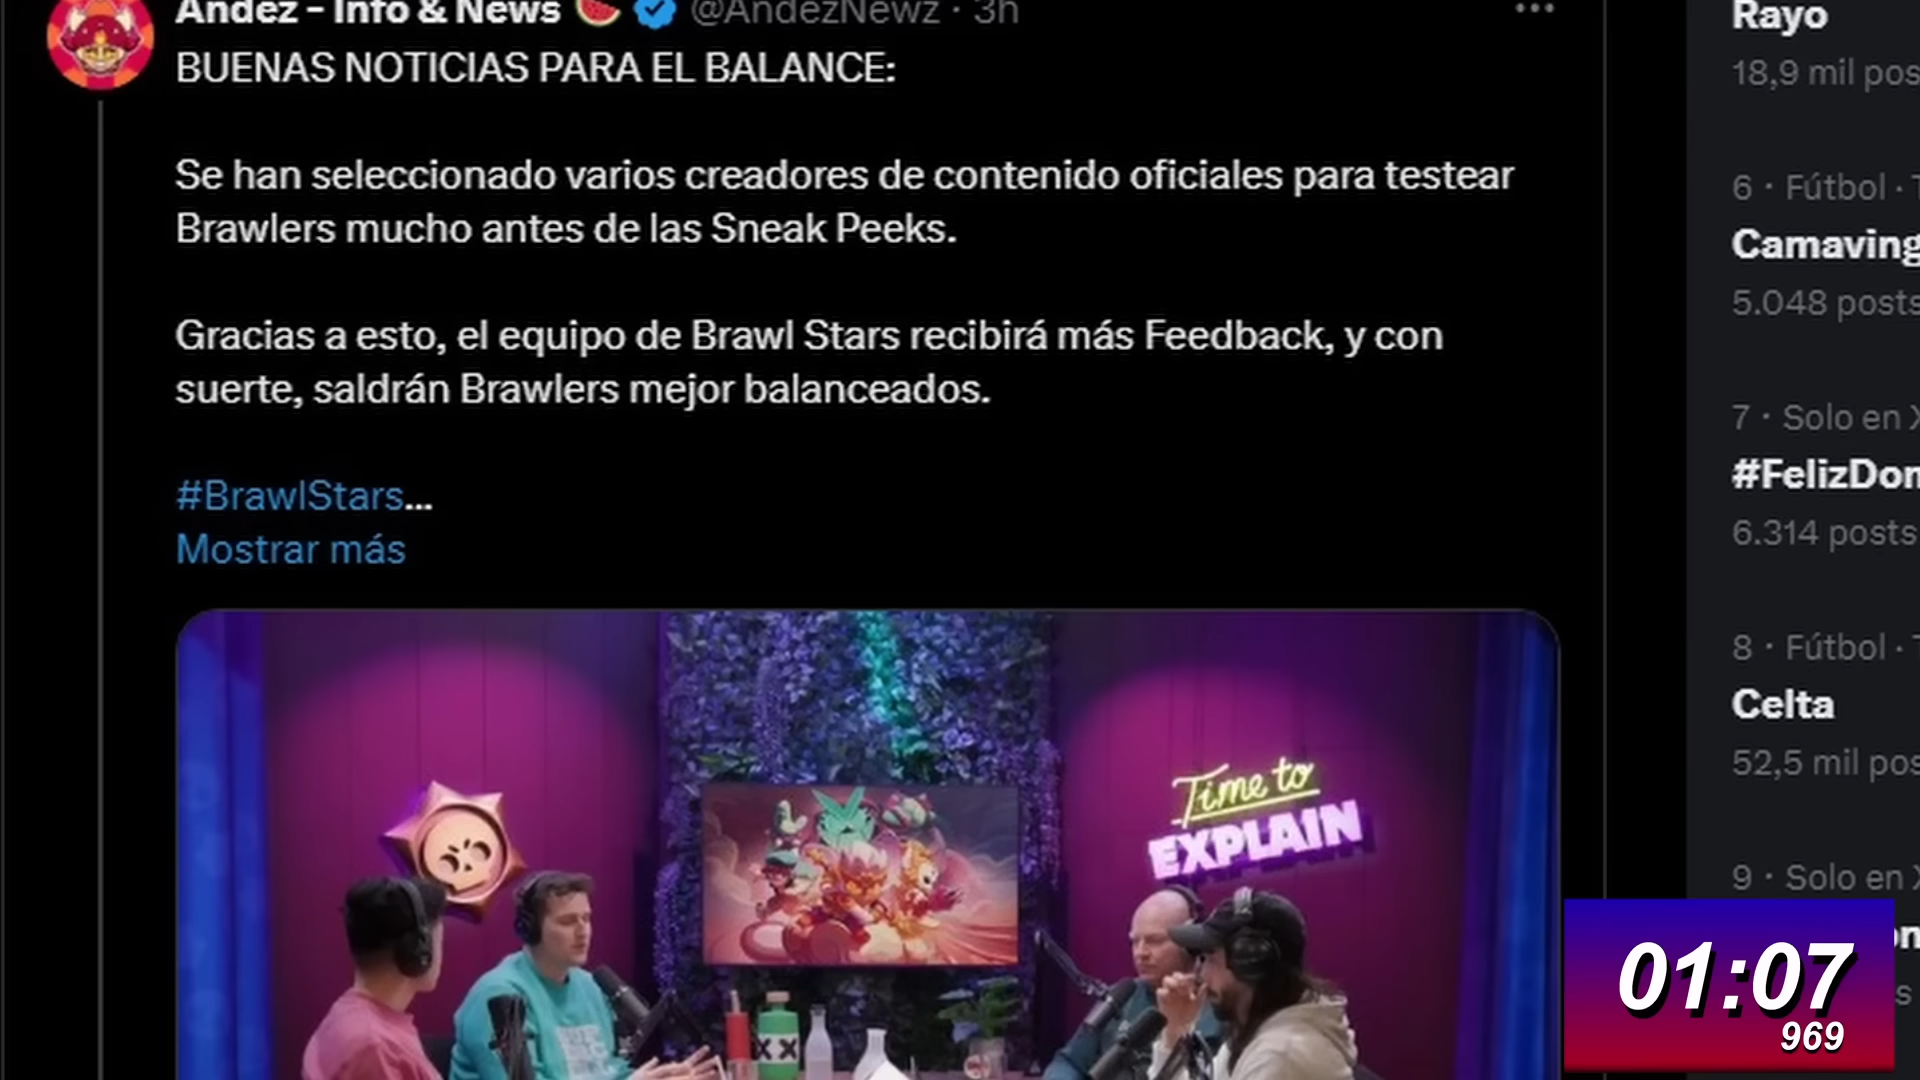 Andez - Info & News @AndezNewz · 3h
BUENAS NOTICIAS PARA EL BALANCE:
Se han seleccionado varios creadores de contenido oficiales para testear
Brawlers mucho antes de las Sneak Peeks.
Gracias a esto, el equipo de Brawl Stars recibirá más Feedback, y con
suerte, saldrán Brawlers mejor balanceados.
#BrawlStars...
Mostrar más
Time to
EXPLAIN
Rayo
18,9 mil pos
6 · Fútbol · T
Camaving
5.048 posts
7 · Solo en X
#FelizDom
6.314 posts
8 · Fútbol · T
Celta
52,5 mil pos
9 · Solo en X
01:07
969